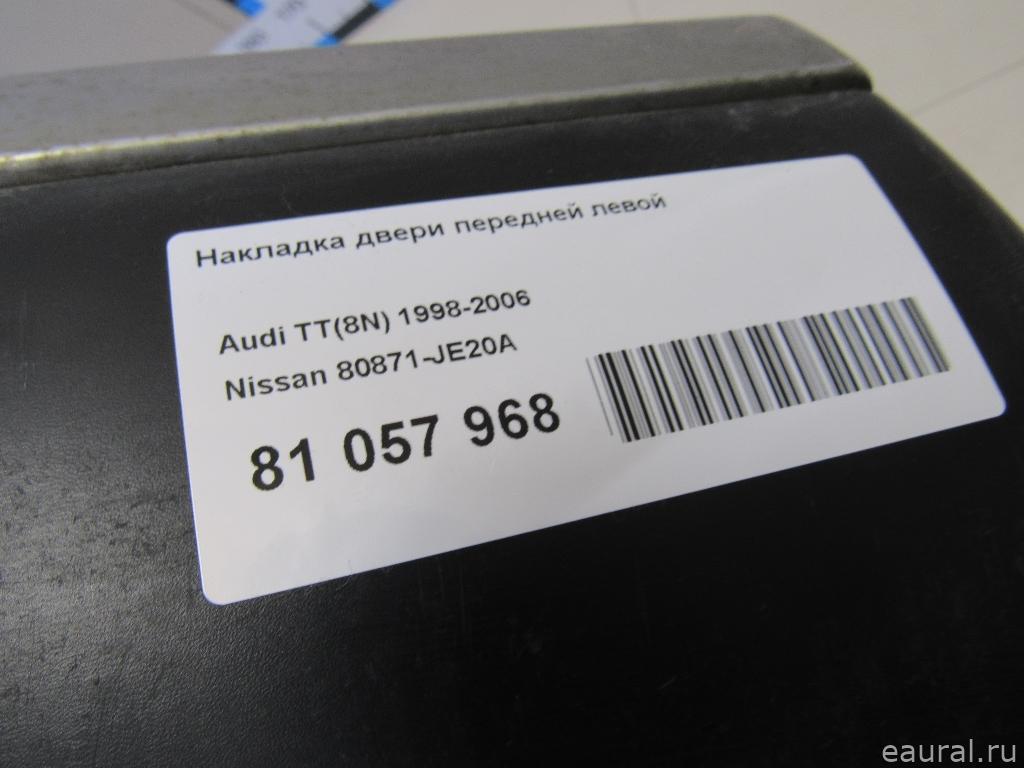 Накладка двери передней левой
Audi TT(8N) 1998-2006
Nissan 80871-JE20A
81 057 968
eaural.ru